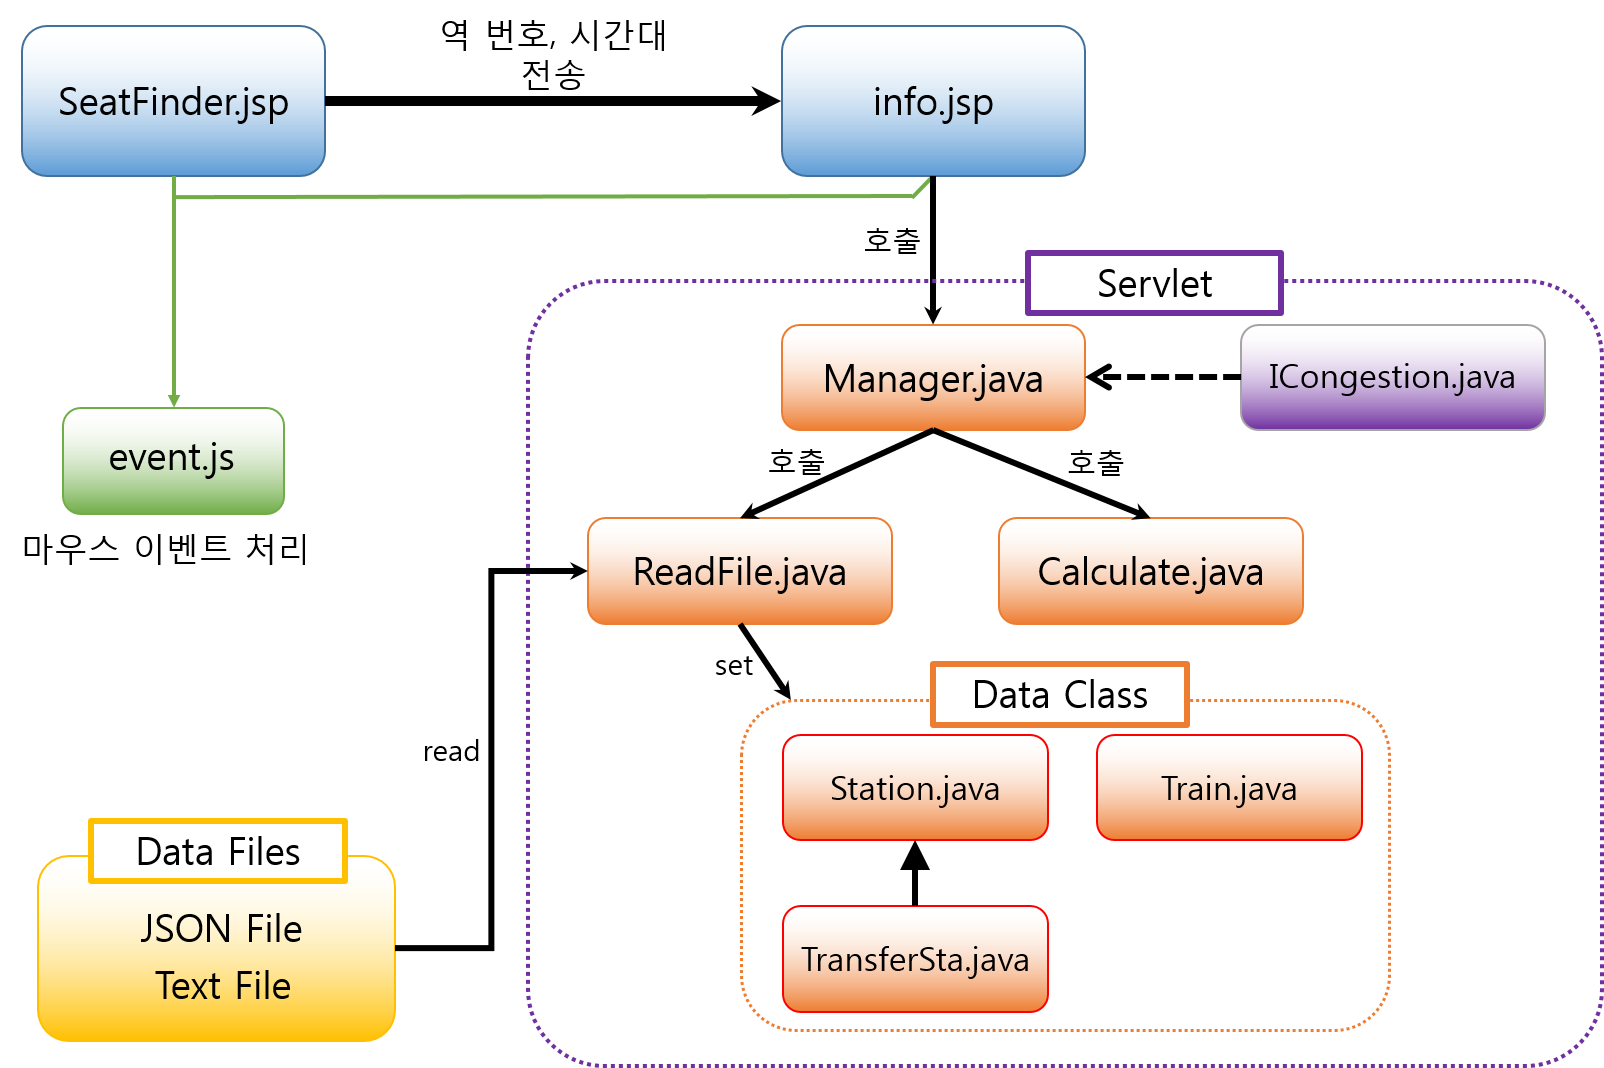 역 번호, 시간대
전송
SeatFinder.jsp
info.jsp
호출
Servlet
Manager.java
ICongestion.java
event.js
마우스 이벤트 처리
호출
호출
ReadFile.java
Calculate.java
set
Data Class
read
Station.java
Train.java
Data Files
JSON File
Text File
TransferSta.java